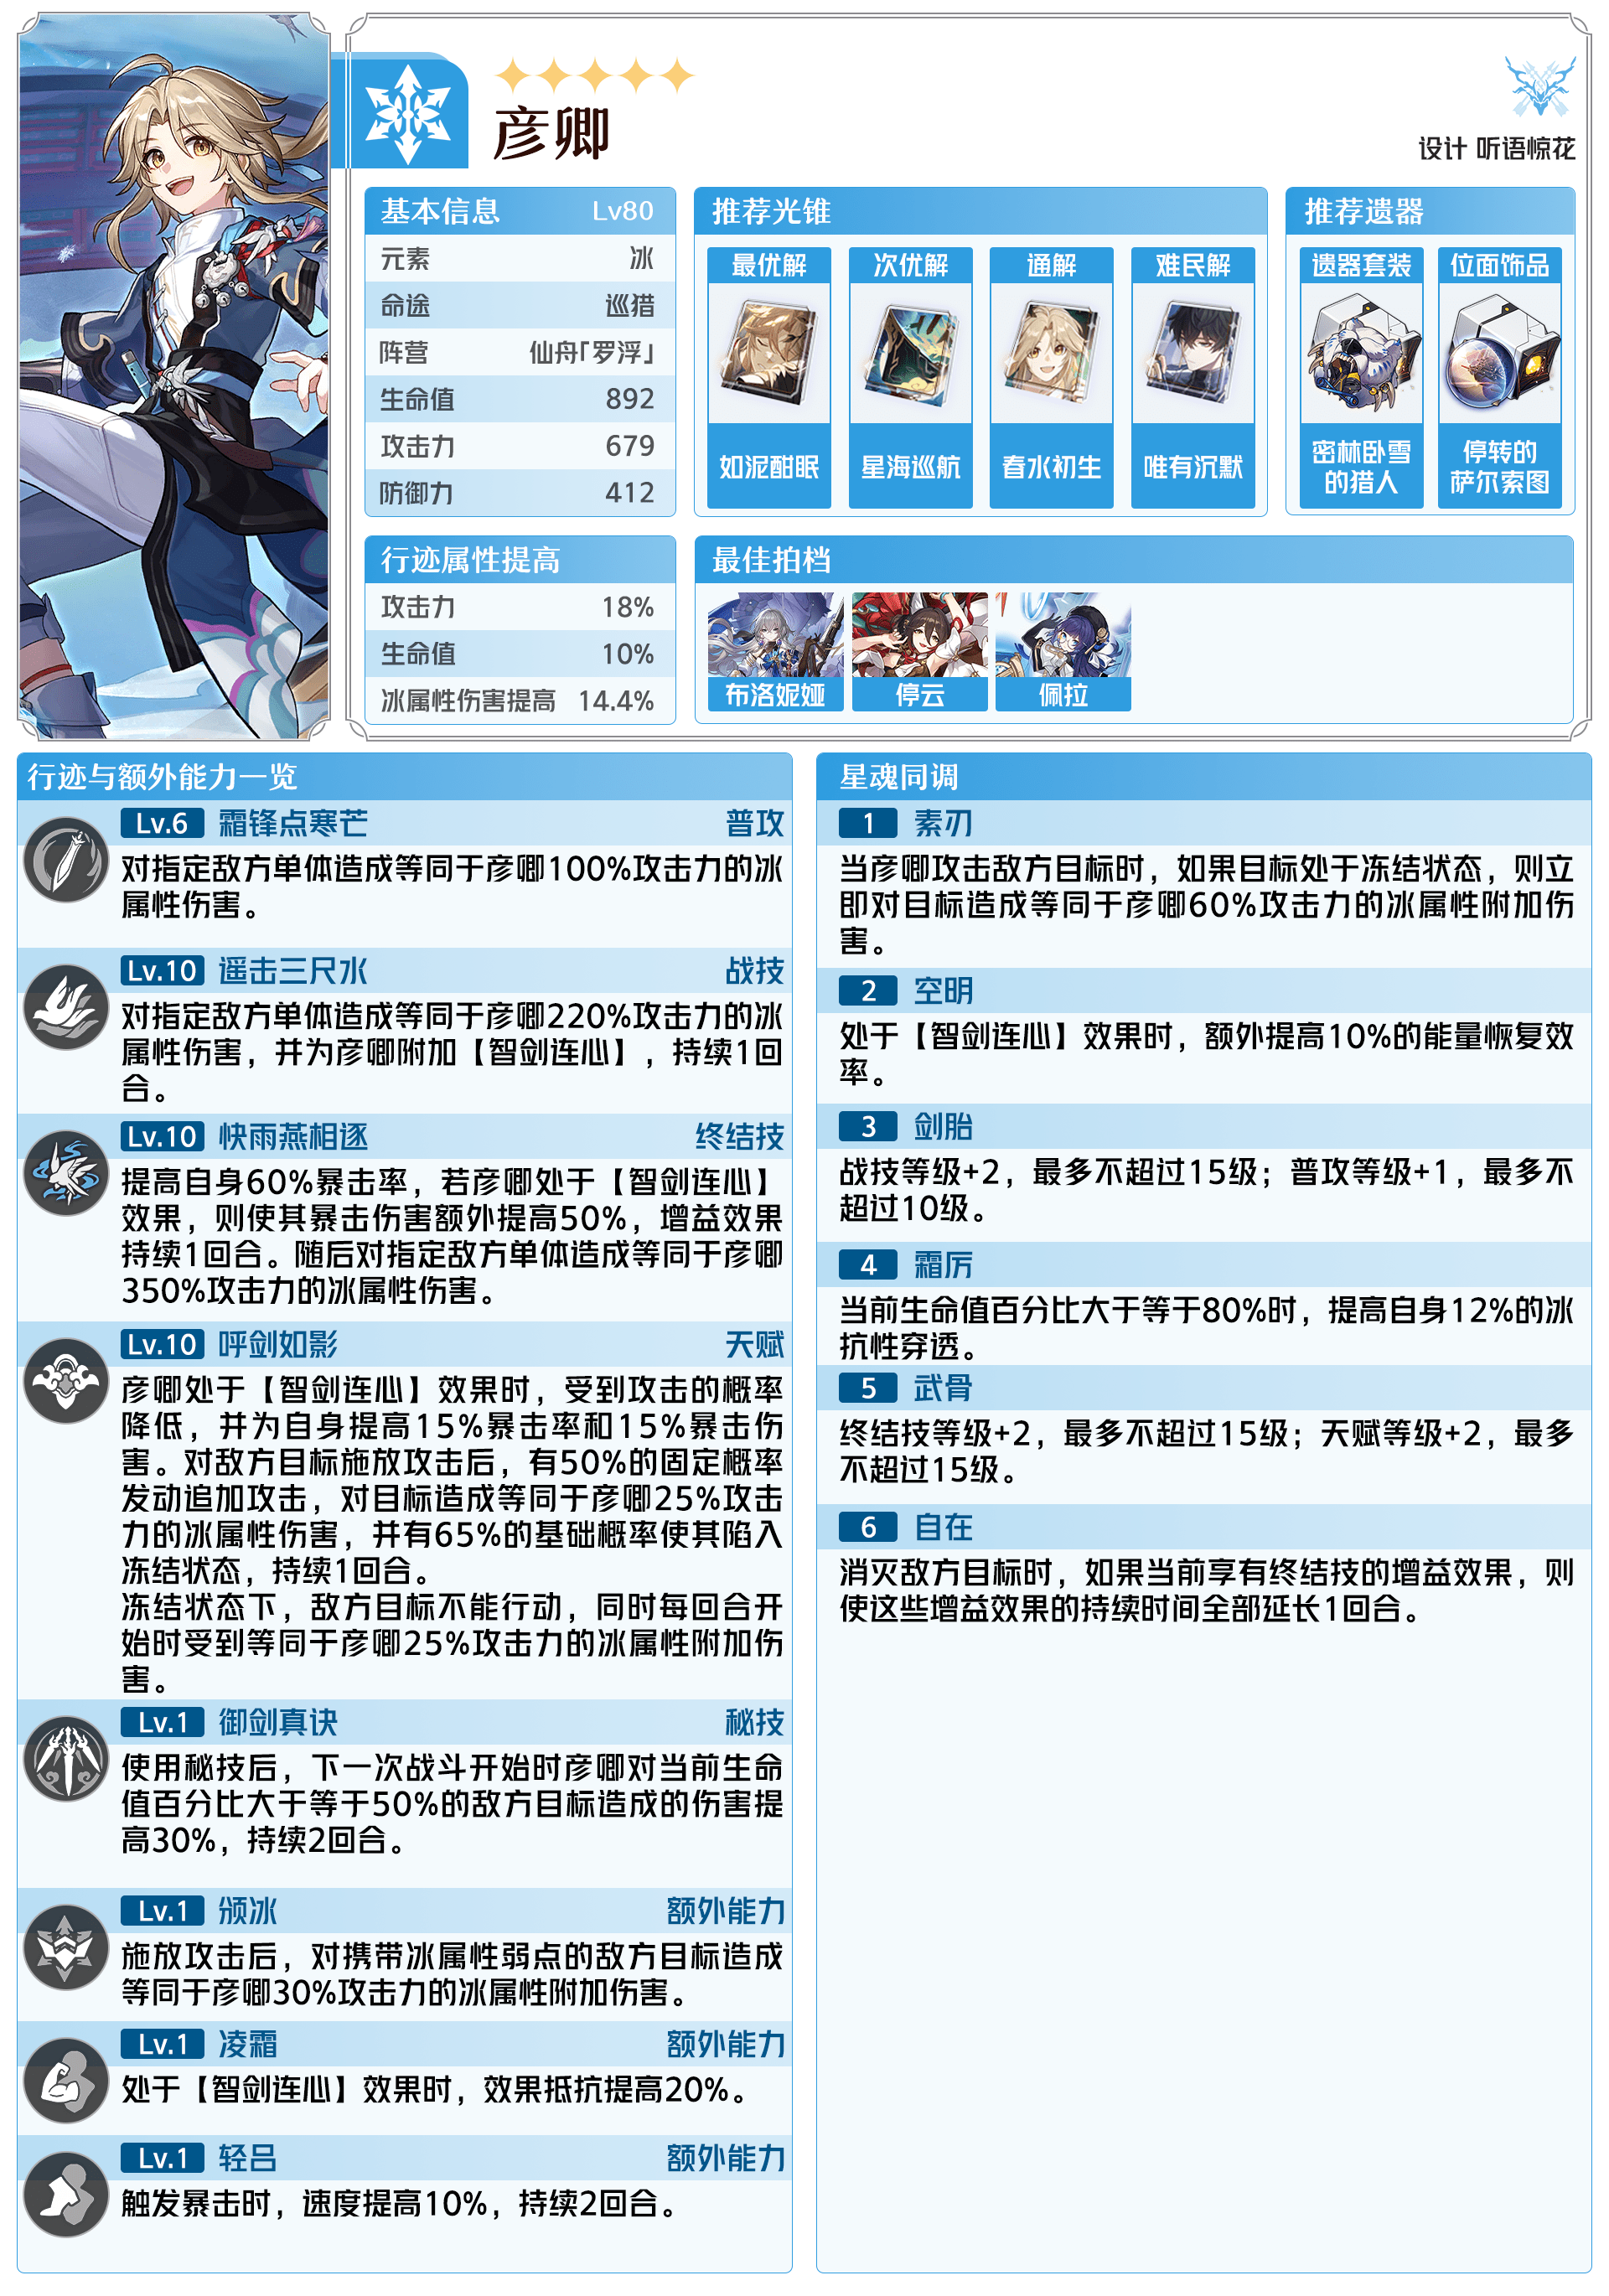 彦卿
设计 听语惊花
基本信息 Lv80
元素 冰
命途 巡猎
阵营 仙舟「罗浮」
生命值 892
攻击力 679
防御力 412
推荐光锥
最优解 次优解 通解 难民解
如泥酣眠 星海巡航 春水初生 唯有沉默
推荐遗器
遗器套装 位面饰品
密林卧雪 停转的
的猎人 萨尔索图
行迹属性提高
攻击力 18%
生命值 10%
冰属性伤害提高 14.4%
最佳拍档
布洛妮娅 停云 佩拉
行迹与额外能力一览
Lv.6 霜锋点寒芒 普攻
对指定敌方单体造成等同于彦卿100%攻击力的冰
属性伤害。
Lv.10 遥击三尺水 战技
对指定敌方单体造成等同于彦卿220%攻击力的冰
属性伤害，并为彦卿附加【智剑连心】，持续1回
合。
Lv.10 快雨燕相逐 终结技
提高自身60%暴击率，若彦卿处于【智剑连心】
效果，则使其暴击伤害额外提高50%，增益效果
持续1回合。随后对指定敌方单体造成等同于彦卿
350%攻击力的冰属性伤害。
Lv.10 呼剑如影 天赋
彦卿处于【智剑连心】效果时，受到攻击的概率
降低，并为自身提高15%暴击率和15%暴击伤
害。对敌方目标施放攻击后，有50%的固定概率
发动追加攻击，对目标造成等同于彦卿25%攻击
力的冰属性伤害，并有65%的基础概率使其陷入
冻结状态，持续1回合。
冻结状态下，敌方目标不能行动，同时每回合开
始时受到等同于彦卿25%攻击力的冰属性附加伤
害。
Lv.1 御剑真诀 秘技
使用秘技后，下一次战斗开始时彦卿对当前生命
值百分比大于等于50%的敌方目标造成的伤害提
高30%，持续2回合。
Lv.1 颁冰 额外能力
施放攻击后，对携带冰属性弱点的敌方目标造成
等同于彦卿30%攻击力的冰属性附加伤害。
Lv.1 凌霜 额外能力
处于【智剑连心】效果时，效果抵抗提高20%。
Lv.1 轻吕 额外能力
触发暴击时，速度提高10%，持续2回合。
星魂同调
1 素刃
当彦卿攻击敌方目标时，如果目标处于冻结状态，则立
即对目标造成等同于彦卿60%攻击力的冰属性附加伤
害。
2 空明
处于【智剑连心】效果时，额外提高10%的能量恢复效
率。
3 剑胎
战技等级+2，最多不超过15级；普攻等级+1，最多不
超过10级。
4 霜厉
当前生命值百分比大于等于80%时，提高自身12%的冰
抗性穿透。
5 武骨
终结技等级+2，最多不超过15级；天赋等级+2，最多
不超过15级。
6 自在
消灭敌方目标时，如果当前享有终结技的增益效果，则
使这些增益效果的持续时间全部延长1回合。